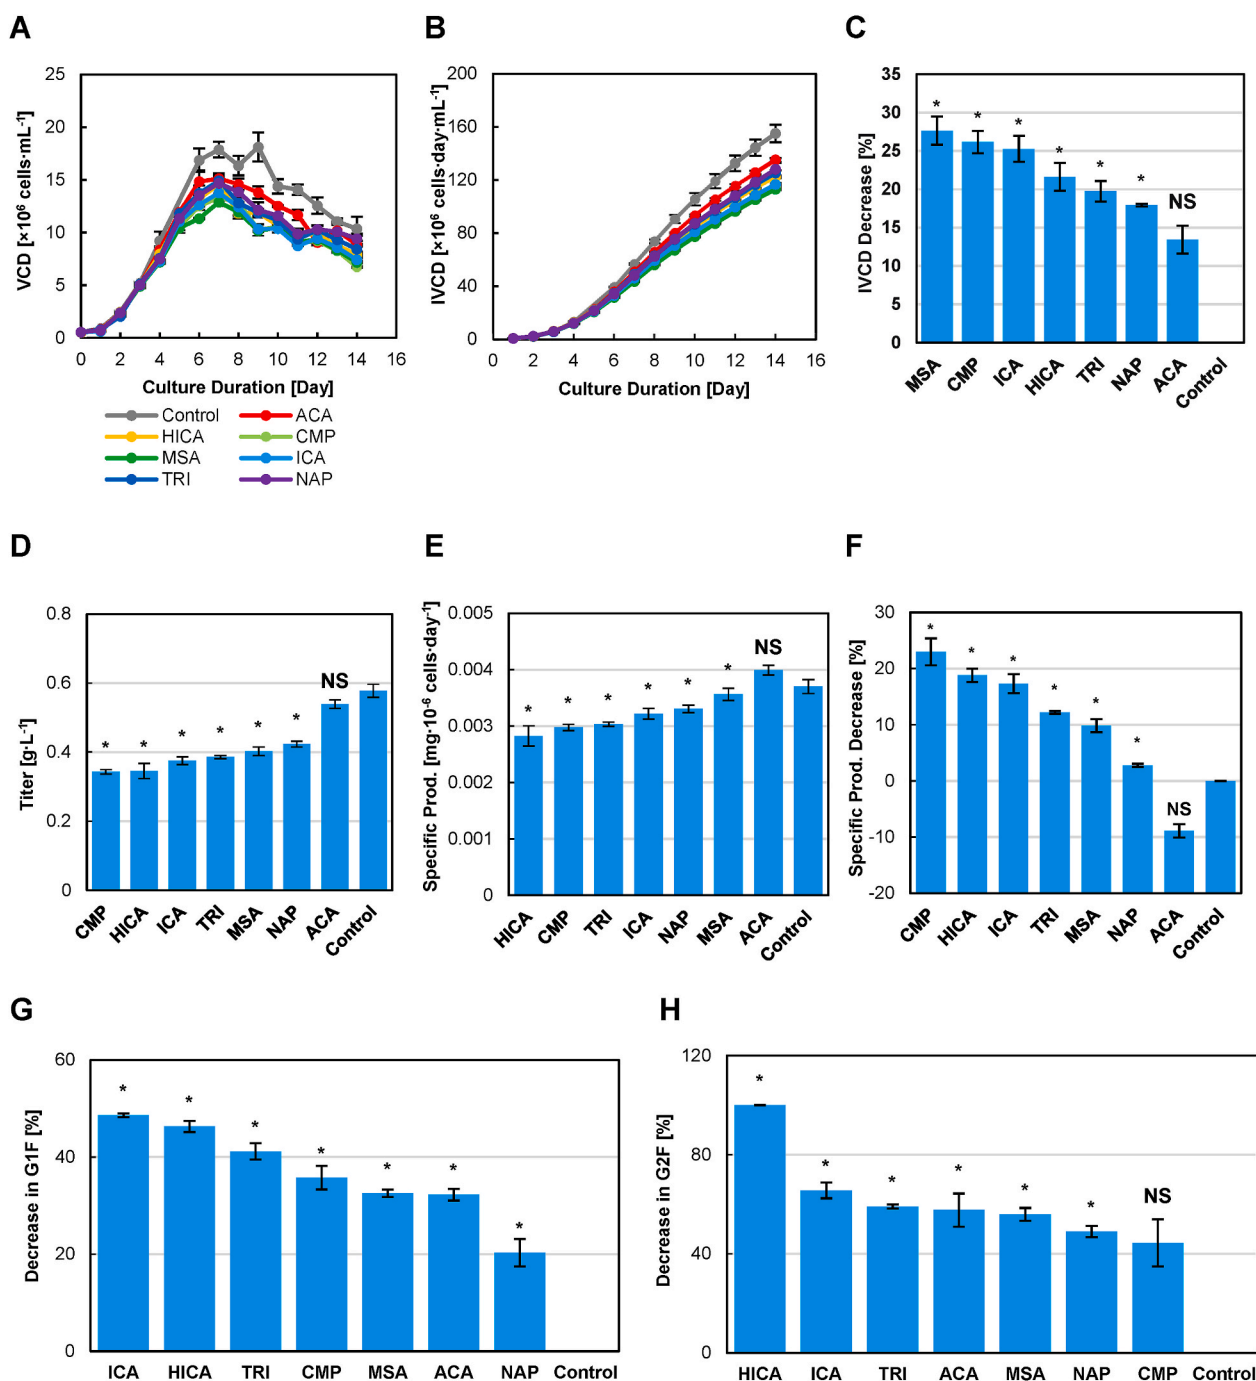 A
B
C
25
20
15
10
5
0
VCD [×10⁶ cells·mL⁻¹]
0 2 4 6 8 10 12 14 16
Culture Duration [Day]
200
160
120
80
40
0
IVCD [×10⁶ cells·day·mL⁻¹]
0 2 4 6 8 10 12 14 16
Culture Duration [Day]
35
30
25
20
15
10
5
0
IVCD Decrease [%]
* * * * * * NS
MSA CMP ICA HICA TRI NAP ACA Control
Control ACA
HICA CMP
MSA ICA
TRI NAP
D
E
F
0.8
0.6
0.4
0.2
0
Titer [g·L⁻¹]
* * * * * * NS
CMP HICA ICA TRI MSA NAP ACA Control
0.005
0.004
0.003
0.002
0.001
0
Specific Prod. [mg·10⁻⁶ cells·day⁻¹]
* * * * * * NS
HICA CMP TRI ICA NAP MSA ACA Control
30
20
10
0
-10
-20
Specific Prod. Decrease [%]
* * * * * * NS
CMP HICA ICA TRI MSA NAP ACA Control
G
H
60
40
20
0
Decrease in G1F [%]
* * * * * * *
ICA HICA TRI CMP MSA ACA NAP Control
120
80
40
0
Decrease in G2F [%]
* * * * * * NS
HICA ICA TRI ACA MSA NAP CMP Control